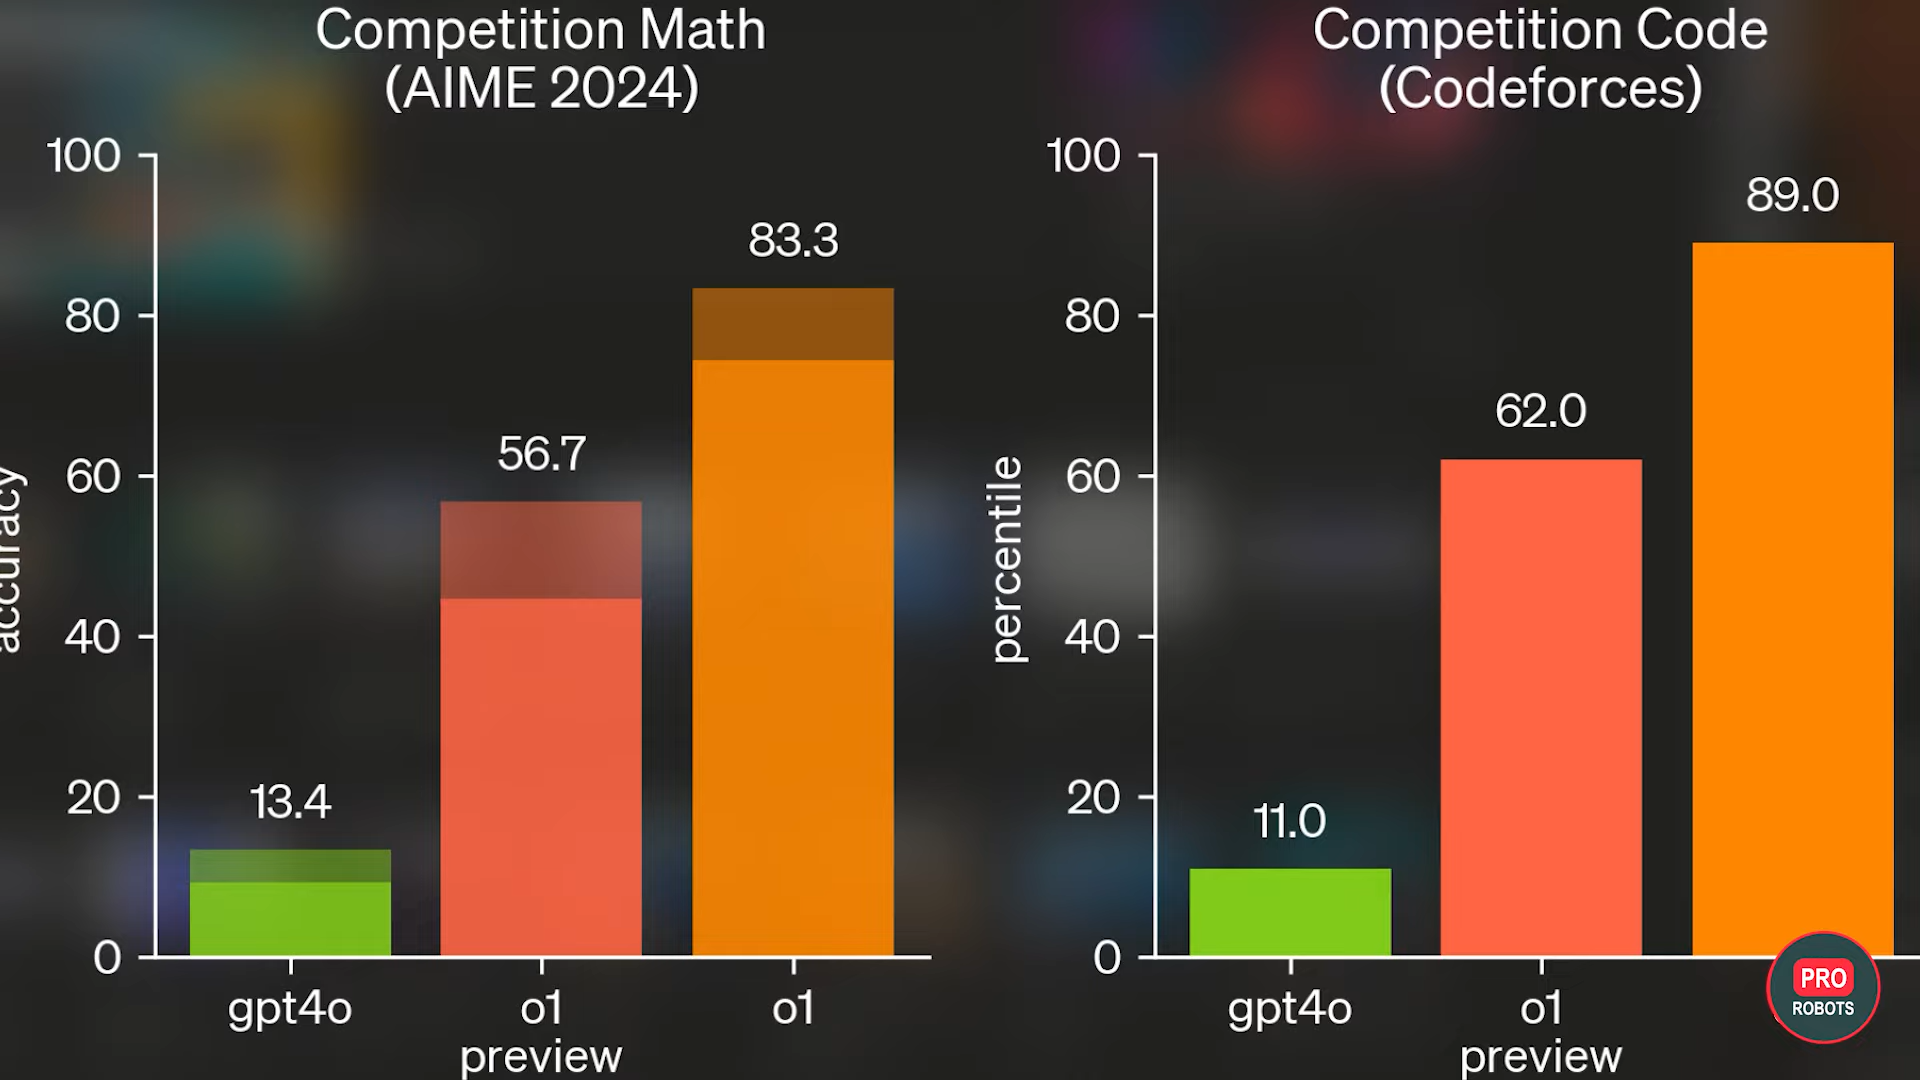 Competition Math
(AIME 2024)
accuracy
100
80
60
40
20
0
13.4
56.7
83.3
gpt4o
o1
preview
o1
Competition Code
(Codeforces)
percentile
100
80
60
40
20
0
11.0
62.0
89.0
gpt4o
o1
preview
PRO
ROBOTS